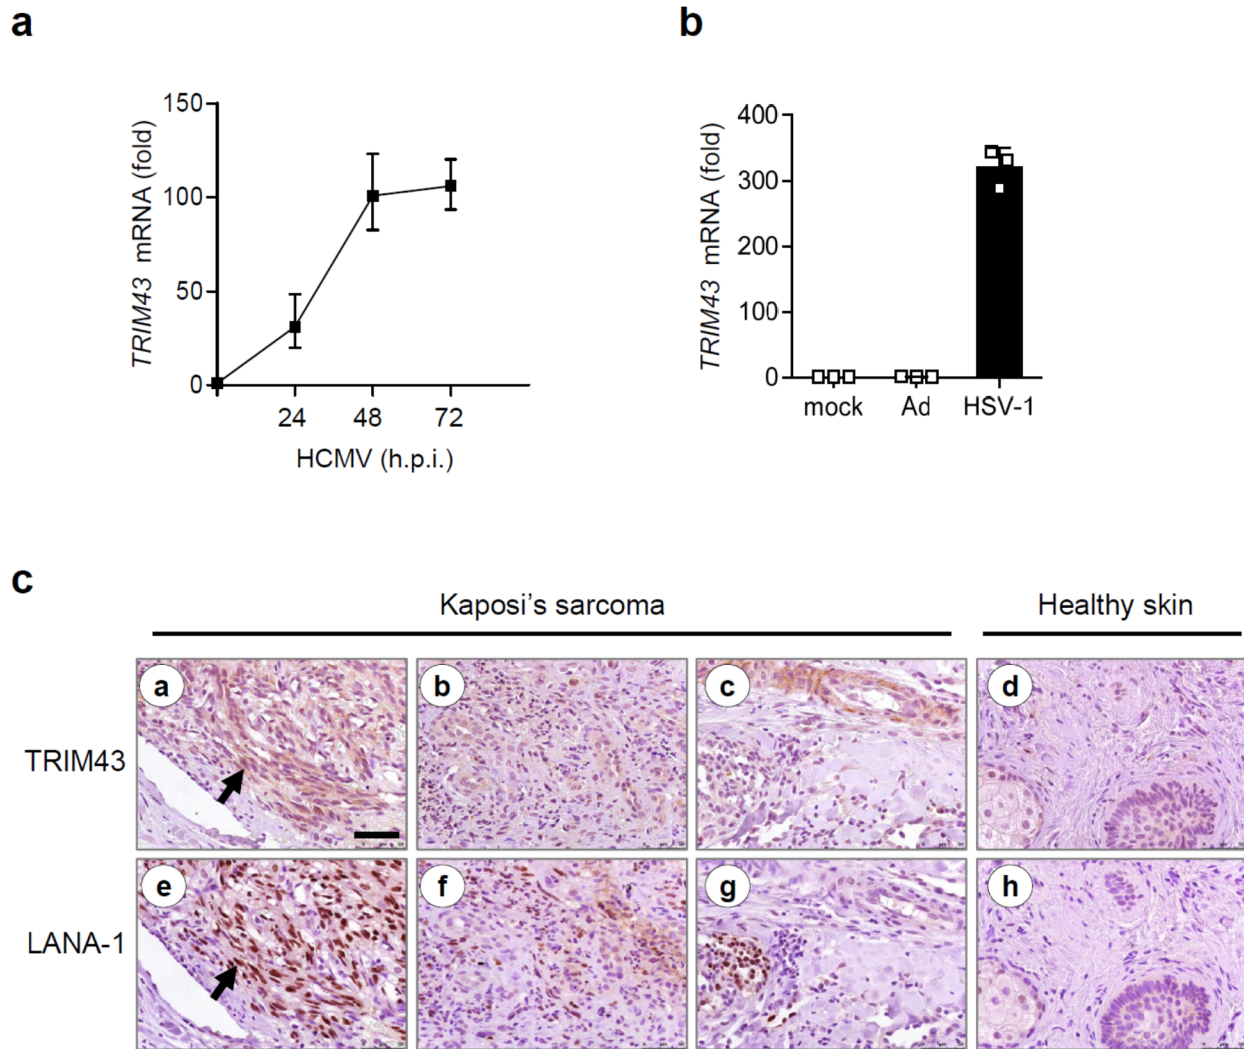 a
b
150
100
50
0
TRIM43 mRNA (fold)
24 48 72
HCMV (h.p.i.)
400
300
200
100
0
TRIM43 mRNA (fold)
mock Ad HSV-1
c
Kaposi's sarcoma
Healthy skin
TRIM43
a b c d
LANA-1
e f g h